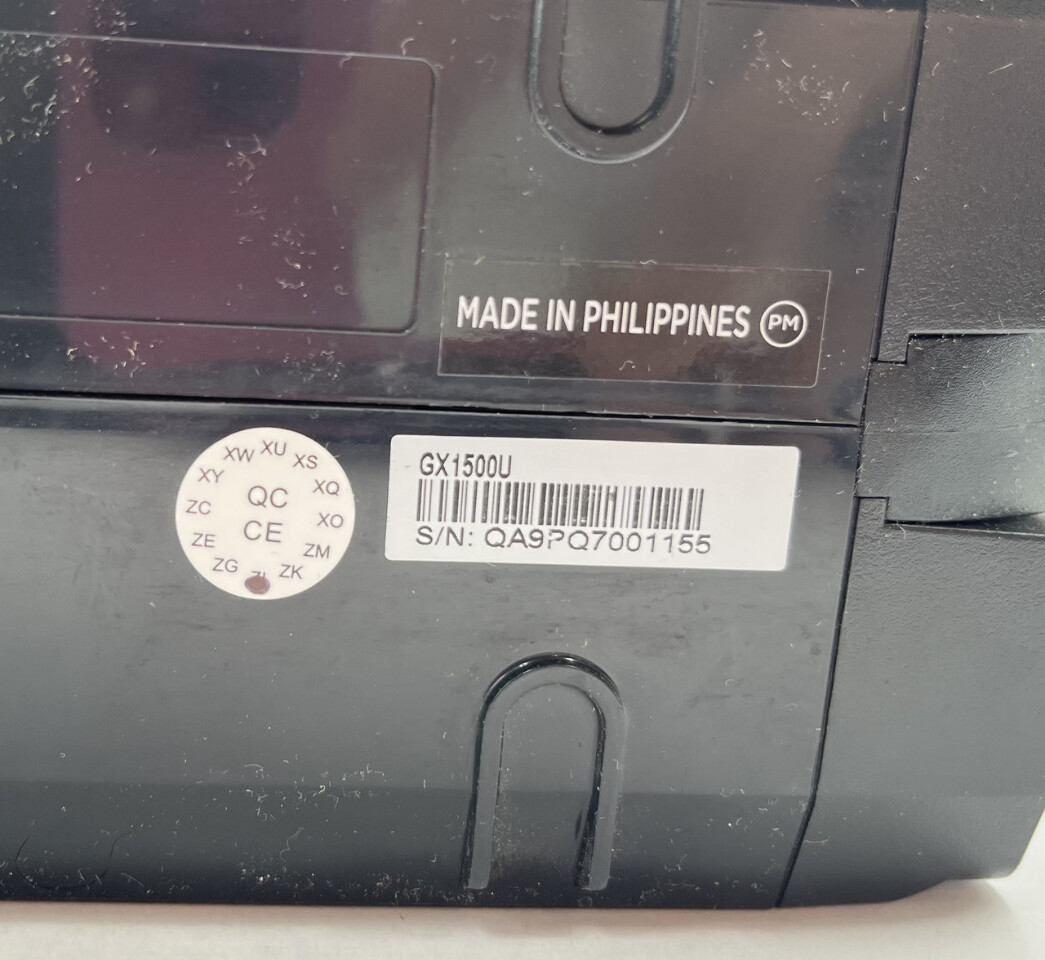 MADE IN PHILIPPINES PM
GX1500U
S/N: QA9PQ7001155
XU
XS
XQ
XO
ZM
ZK
ZG
ZE
ZC
XY
XW
QC
CE